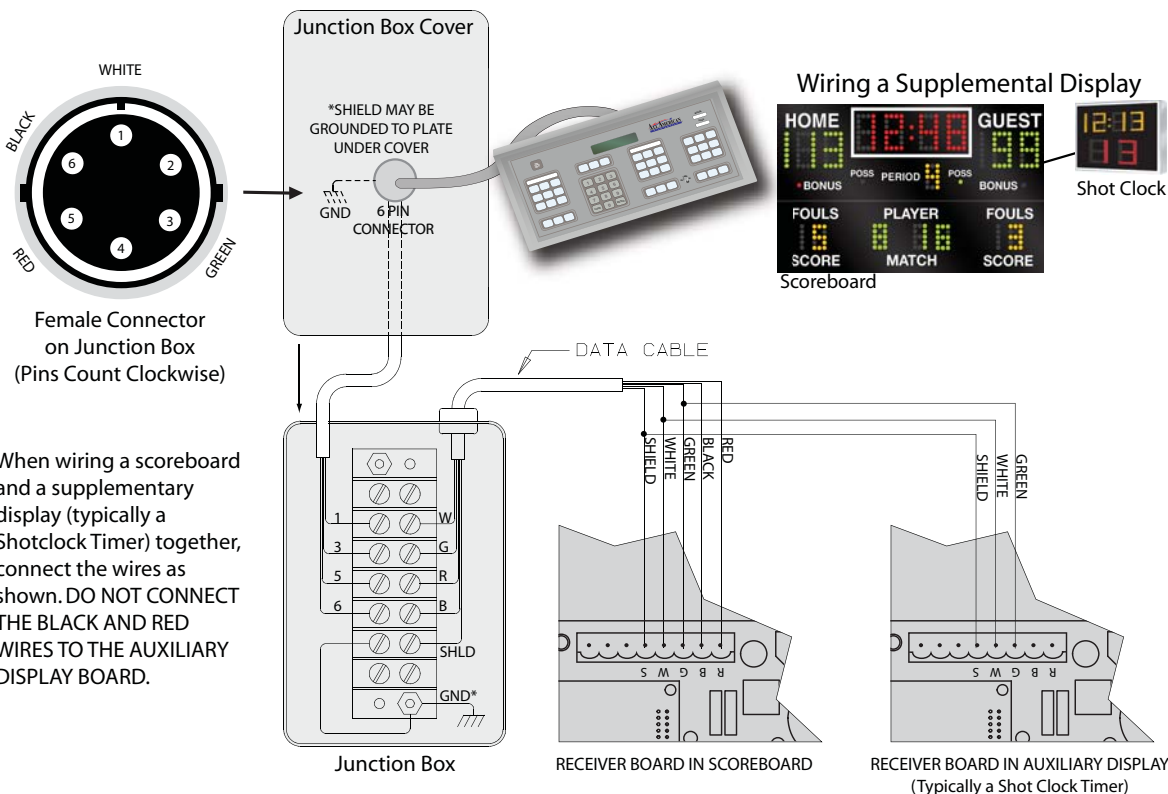 Junction Box Cover
WHITE
BLACK
1
6
2
5
3
4
RED
GREEN
Female Connector
on Junction Box
(Pins Count Clockwise)
*SHIELD MAY BE
GROUNDED TO PLATE
UNDER COVER
GND
6 PIN
CONNECTOR
Wiring a Supplemental Display
HOME
12:48
GUEST
113
99
POSS
PERIOD
4
POSS
BONUS
BONUS
FOULS
PLAYER
FOULS
5
8
16
3
SCORE
MATCH
SCORE
Scoreboard
12:13
13
Shot Clock
DATA CABLE
When wiring a scoreboard
and a supplementary
display (typically a
Shotclock Timer) together,
connect the wires as
shown. DO NOT CONNECT
THE BLACK AND RED
WIRES TO THE AUXILIARY
DISPLAY BOARD.
1
W
3
G
5
R
6
B
SHLD
GND*
Junction Box
SHIELD
WHITE
GREEN
BLACK
RED
S W G B R
RECEIVER BOARD IN SCOREBOARD
SHIELD
WHITE
GREEN
S W G B R
RECEIVER BOARD IN AUXILIARY DISPLAY
(Typically a Shot Clock Timer)